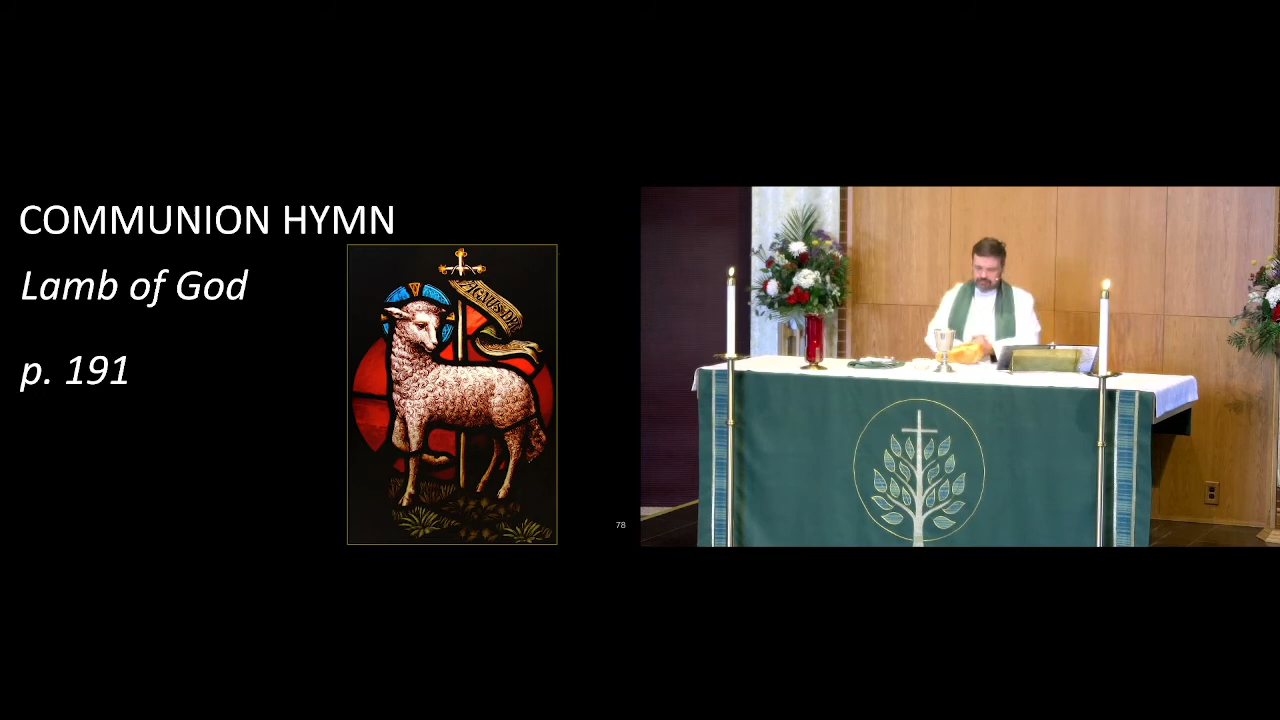 COMMUNION HYMN
Lamb of God
AGNUS DEI
p. 191
78